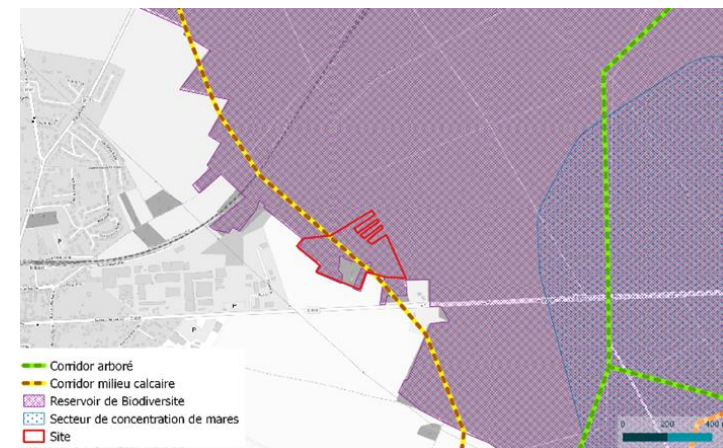 Corridor arboré
Corridor milieu calcaire
Reservoir de Biodiversite
Secteur de concentration de mares
Site
P
P
P
0 200 400